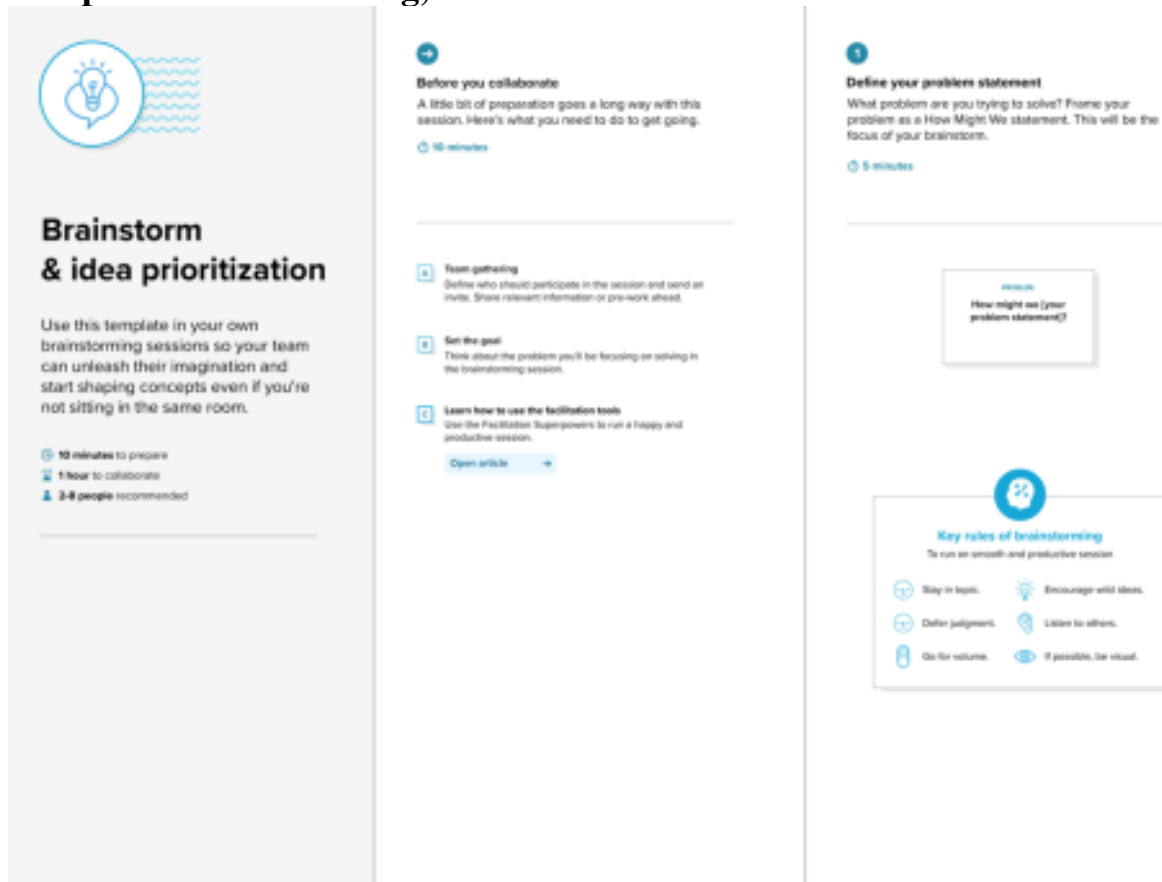 Brainstorm
& idea prioritization
Use this template in your own
brainstorming sessions so your team
can unleash their imagination and
start shaping concepts even if you're
not sitting in the same room.
10 minutes to prepare
1 hour to collaborate
2-8 people recommended
Before you collaborate
A little bit of preparation goes a long way with this
session. Here's what you need to do to get going.
10 minutes
A
Team gathering
Define who should participate in the session and send an
invite. Share relevant information or pre-work ahead.
B
Set the goal
Think about the problem you'll be focusing on solving in
the brainstorming session.
C
Learn how to use the facilitation tools
Use the Facilitation Superpowers to run a happy and
productive session.
Open article
1
Define your problem statement
What problem are you trying to solve? Frame your
problem as a How Might We statement. This will be the
focus of your brainstorm.
5 minutes
PROBLEM
How might we [your
problem statement]?
Key rules of brainstorming
To run an smooth and productive session
Stay in topic.
Encourage wild ideas.
Defer judgment.
Listen to others.
Go for volume.
If possible, be visual.